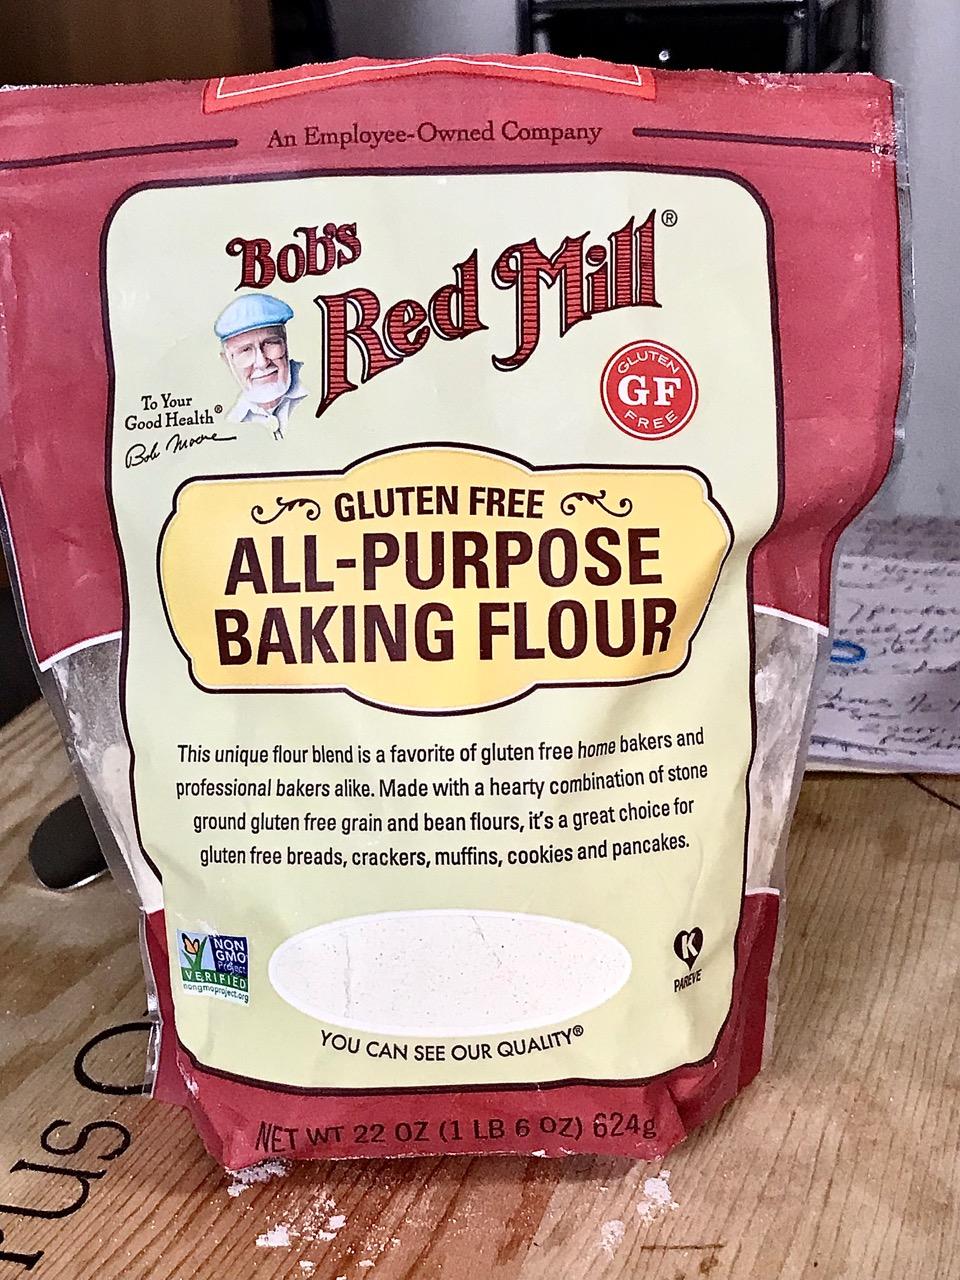 An Employee-Owned Company
Bob's
Red Mill®
To Your
Good Health®
Bob Moore
GLUTEN
GF
FREE
GLUTEN FREE
ALL-PURPOSE
BAKING FLOUR
This unique flour blend is a favorite of gluten free home bakers and
professional bakers alike. Made with a hearty combination of stone
ground gluten free grain and bean flours, it's a great choice for
gluten free breads, crackers, muffins, cookies and pancakes.
NON
GMO
Project
VERIFIED
nongmoproject.org
K
PAREVE
YOU CAN SEE OUR QUALITY®
NET WT 22 OZ (1 LB 6 OZ) 624g